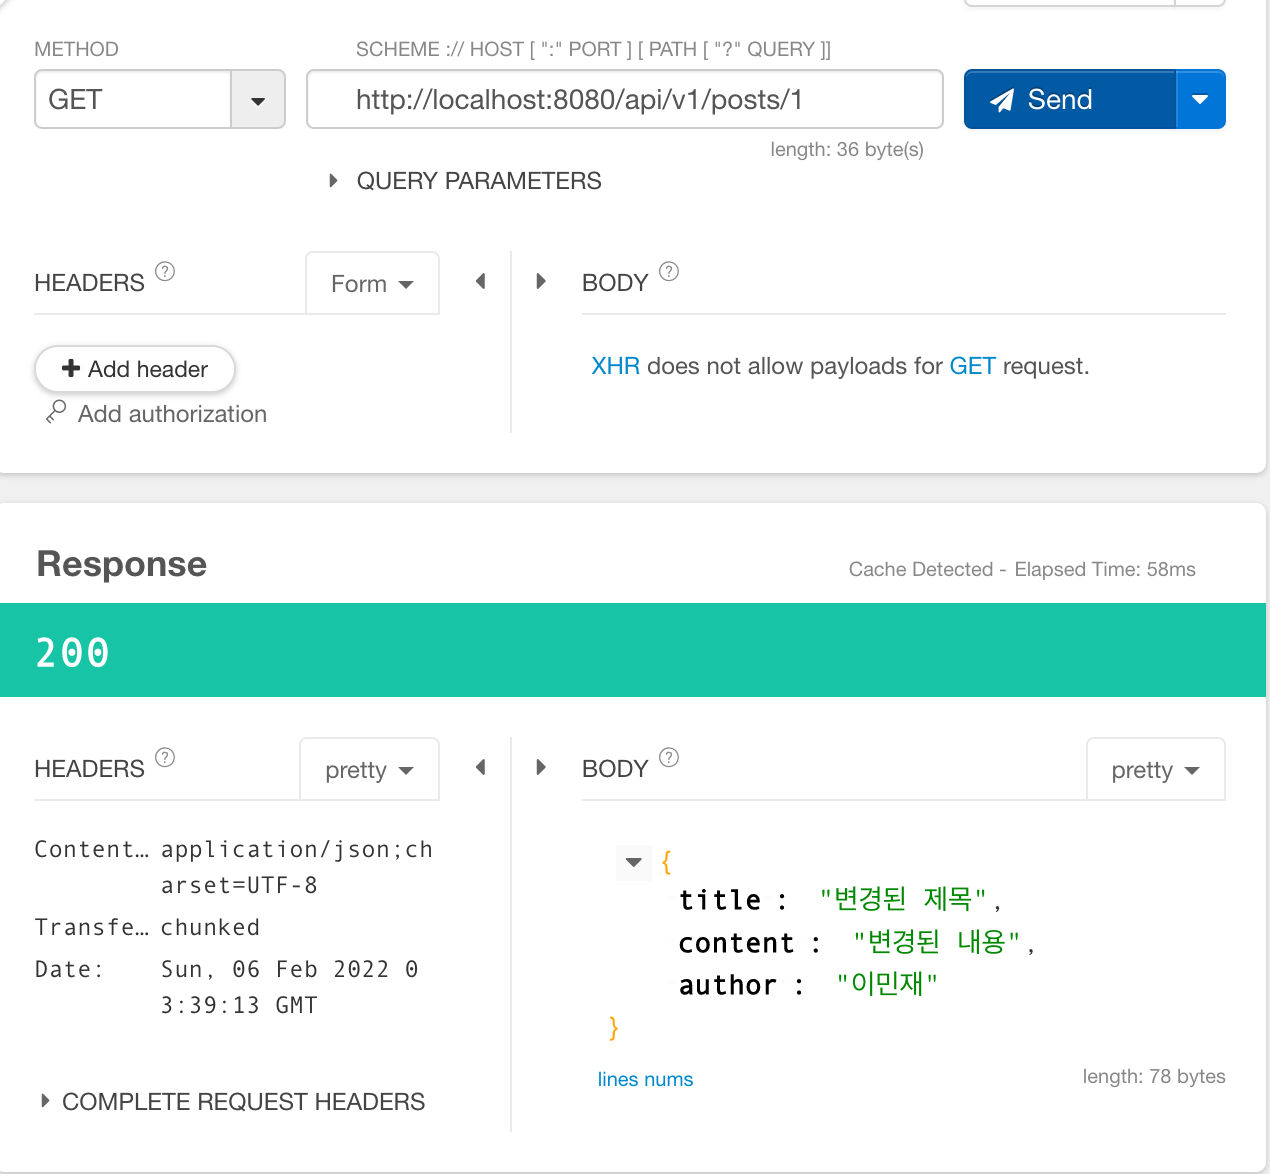 METHOD
SCHEME :// HOST [ ":" PORT ] [ PATH [ "?" QUERY ]]
GET
http://localhost:8080/api/v1/posts/1
Send
length: 36 byte(s)
QUERY PARAMETERS
HEADERS ?
Form
BODY ?
Add header
XHR does not allow payloads for GET request.
Add authorization
Response
Cache Detected - Elapsed Time: 58ms
200
HEADERS ?
pretty
BODY ?
pretty
Content… application/json;ch
arset=UTF-8
Transfe… chunked
Date: Sun, 06 Feb 2022 0
3:39:13 GMT
{
title : "변경된 제목",
content : "변경된 내용",
author : "이민재"
}
lines nums
length: 78 bytes
COMPLETE REQUEST HEADERS